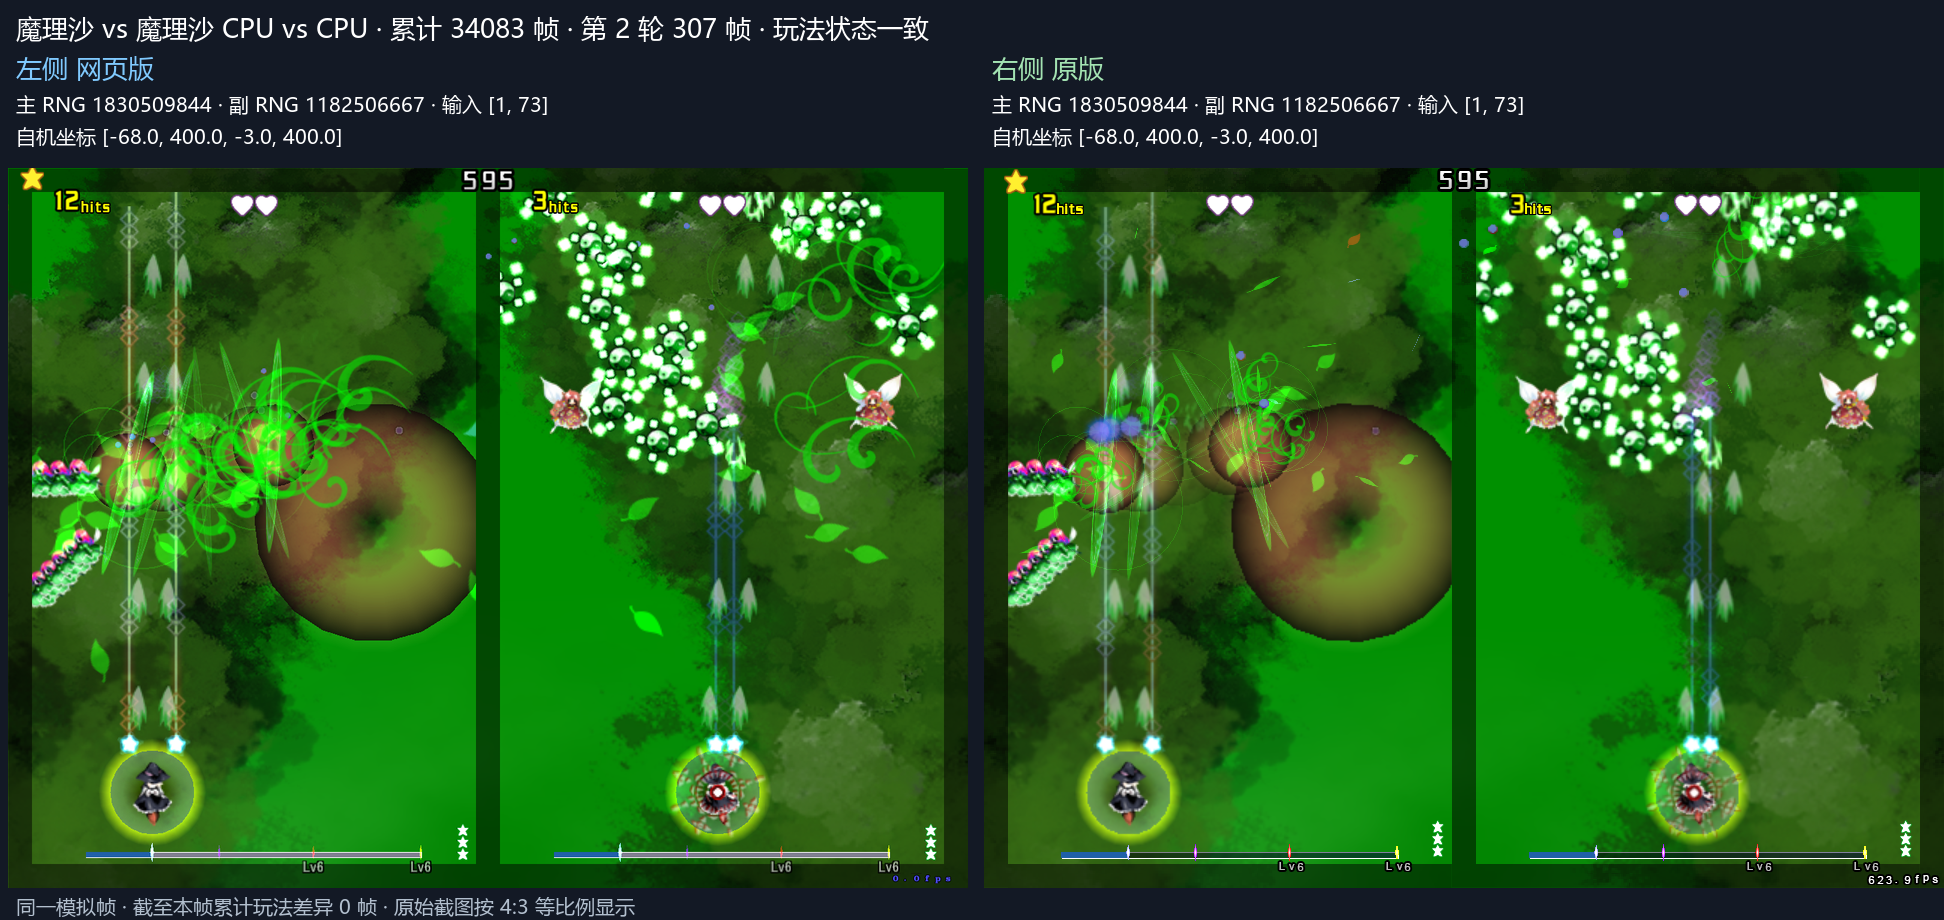 魔理沙 vs 魔理沙 CPU vs CPU · 累计 34083 帧 · 第 2 轮 307 帧 · 玩法状态一致
左侧 网页版
主 RNG 1830509844 · 副 RNG 1182506667 · 输入 [1, 73]
自机坐标 [-68.0, 400.0, -3.0, 400.0]
右侧 原版
主 RNG 1830509844 · 副 RNG 1182506667 · 输入 [1, 73]
自机坐标 [-68.0, 400.0, -3.0, 400.0]
595
12hits
3hits
Lv6
Lv6
Lv6
Lv6
0.0fps
595
12hits
3hits
Lv6
Lv6
Lv6
Lv6
623.9fps
同一模拟帧 · 截至本帧累计玩法差异 0 帧 · 原始截图按 4:3 等比例显示